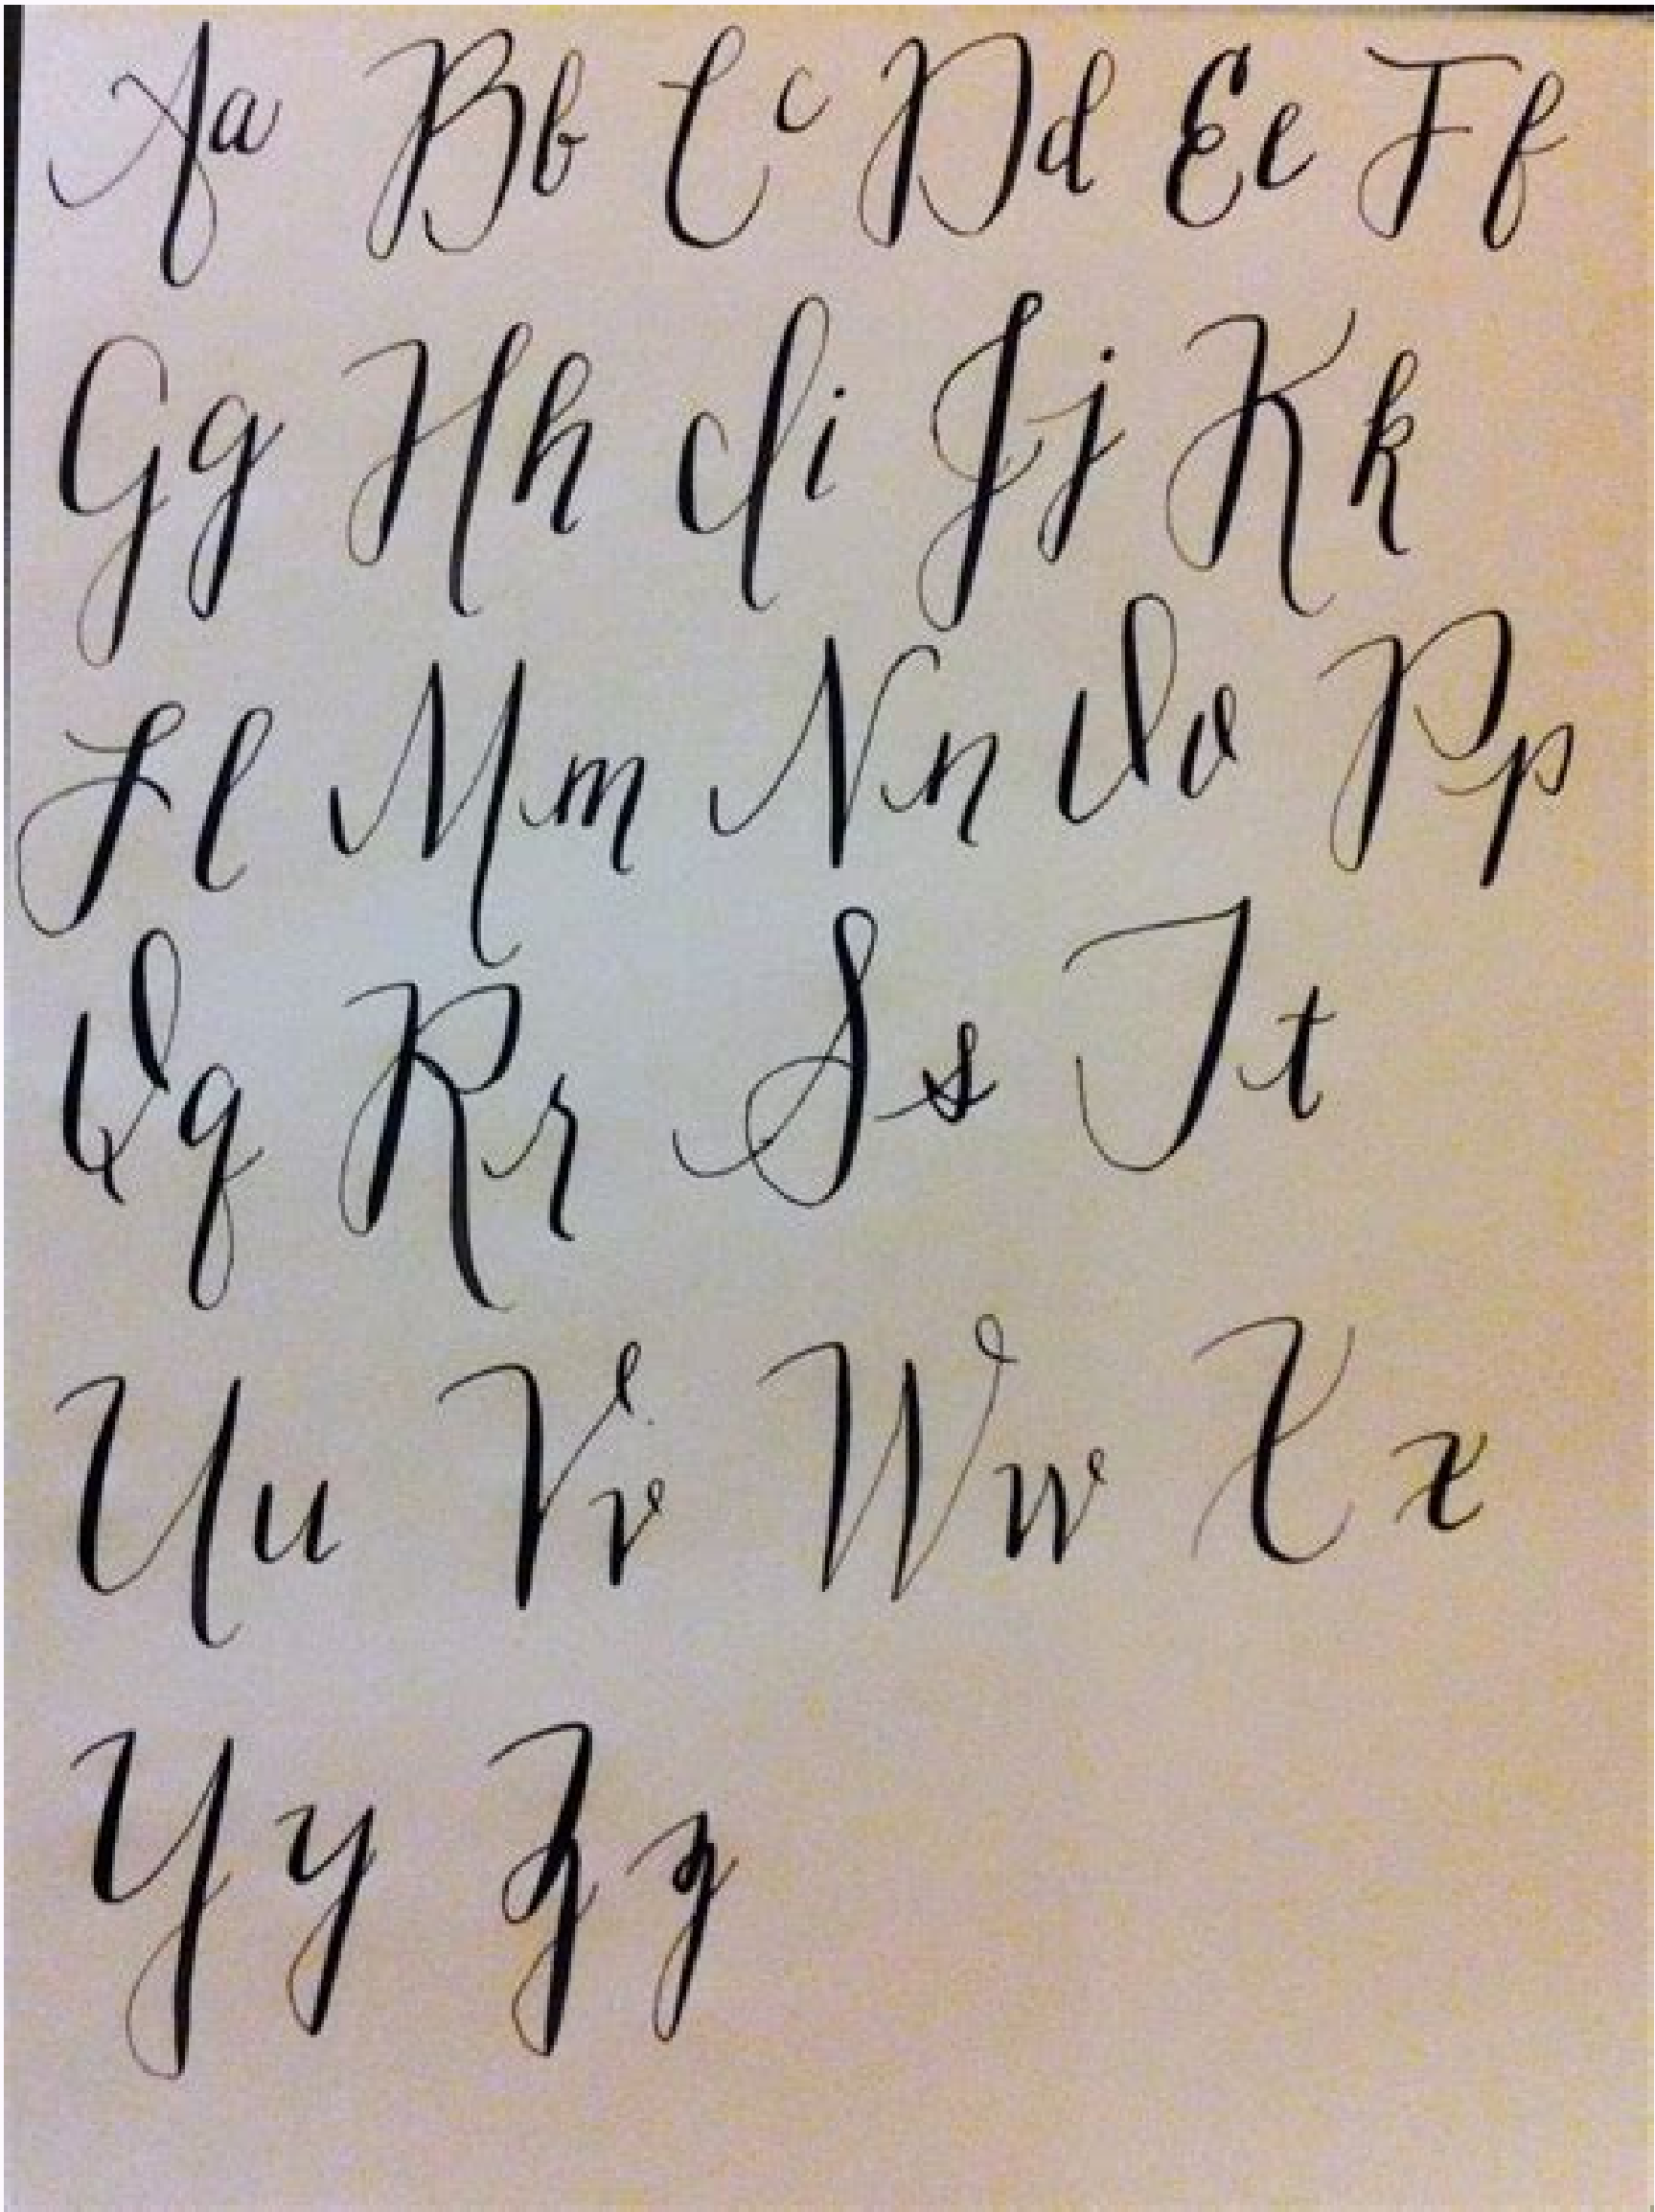 Aa Bb Cc Dd Ee Ff
Gg Hh Ii Jj Kk
Ll Mm Nn Oo Pp
Qq Rr Ss Tt
Uu Vv Ww Xx
Yy Zz